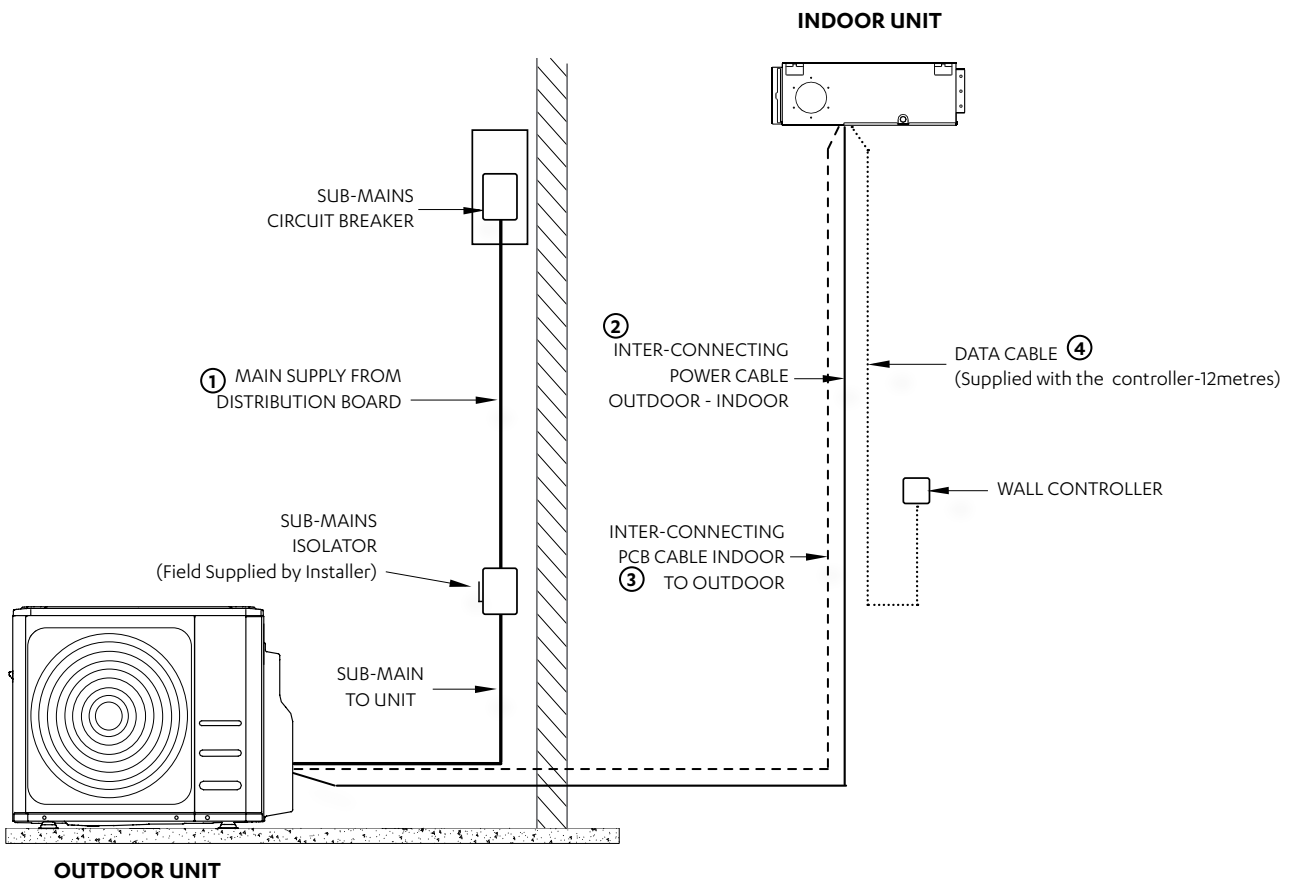 INDOOR UNIT
SUB-MAINS
CIRCUIT BREAKER
① MAIN SUPPLY FROM
DISTRIBUTION BOARD
②
INTER-CONNECTING
POWER CABLE
OUTDOOR - INDOOR
DATA CABLE ④
(Supplied with the controller-12metres)
WALL CONTROLLER
SUB-MAINS
ISOLATOR
(Field Supplied by Installer)
INTER-CONNECTING
PCB CABLE INDOOR
③ TO OUTDOOR
SUB-MAIN
TO UNIT
OUTDOOR UNIT